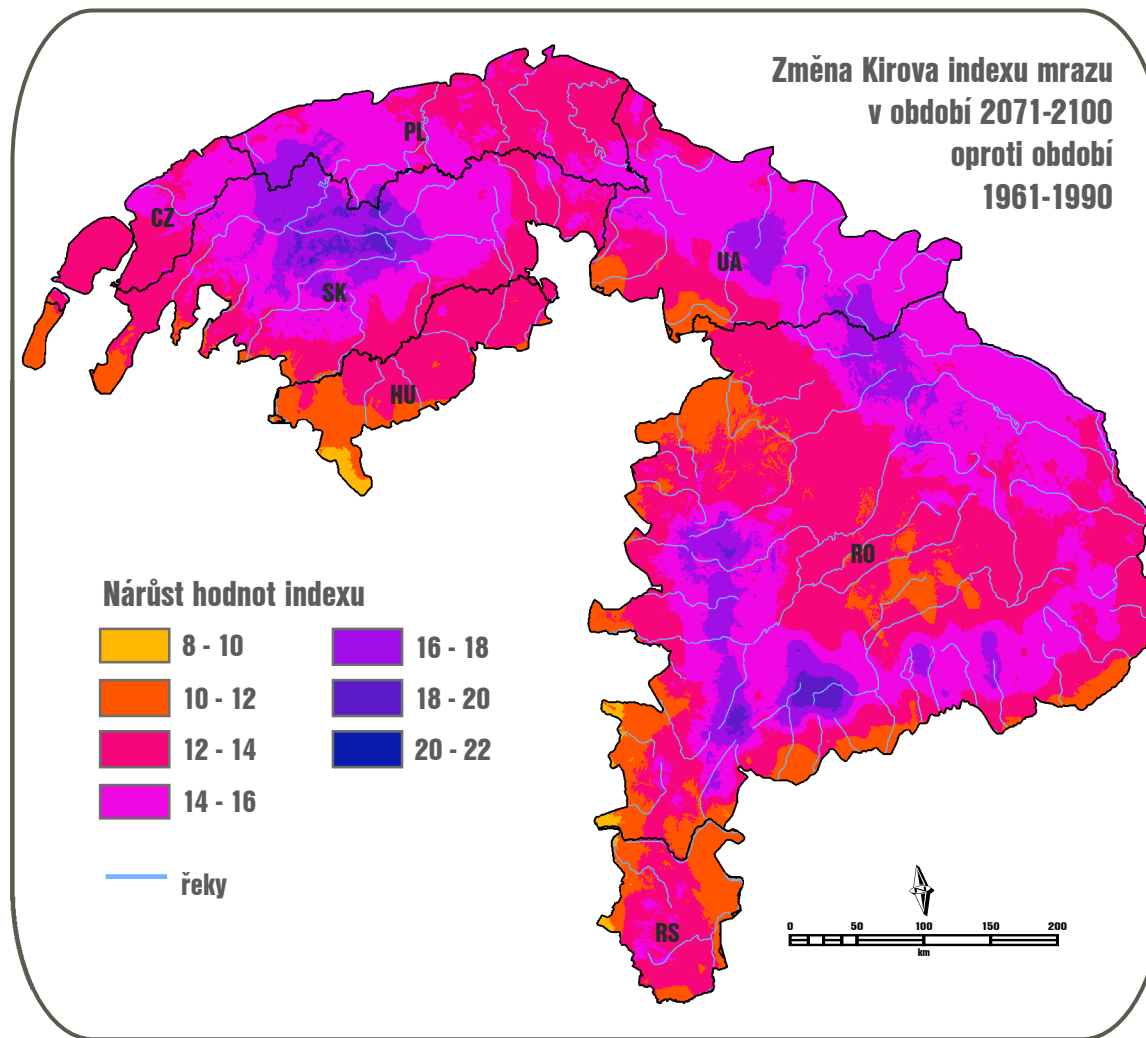 Změna Kirova indexu mrazu
v období 2071-2100
oproti období
1961-1990
PL
CZ
SK
UA
HU
RO
RS
Nárůst hodnot indexu
8 - 10
10 - 12
12 - 14
14 - 16
16 - 18
18 - 20
20 - 22
řeky
0 50 100 150 200
km